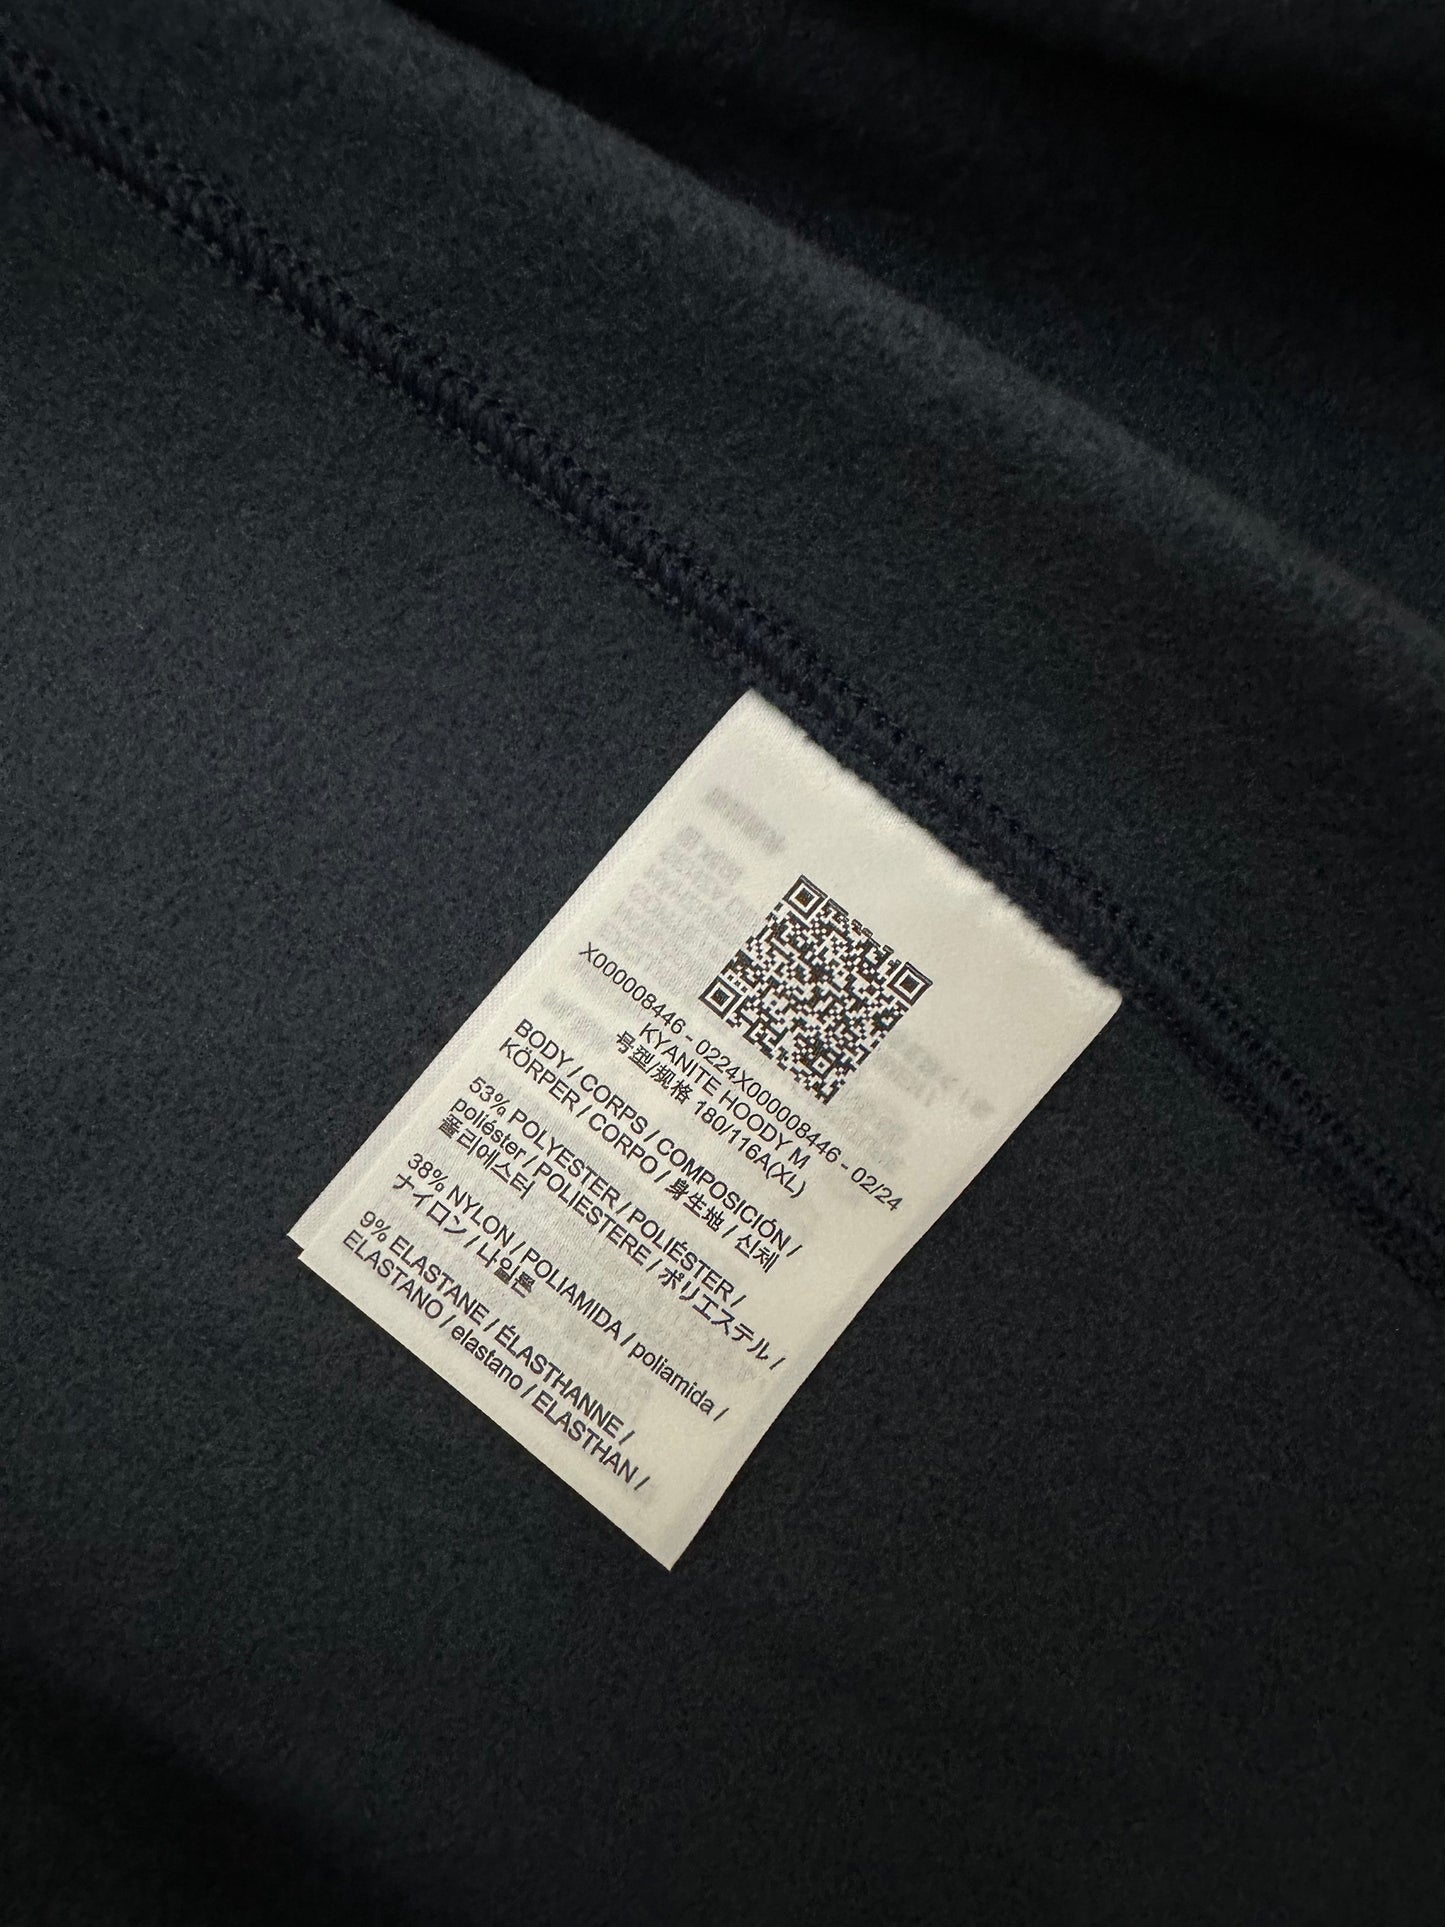 X000008446 - 0224X000008446 - 02/24
KYANITE HOODY M
号型/规格 180/116A(XL)
BODY / CORPS / COMPOSICIÓN /
KÖRPER / CORPO / 身生地 / 신체
53% POLYESTER / POLIÉSTER /
poliéster / POLIESTERE / ポリエステル /
폴리에스터
38% NYLON / POLIAMIDA / poliamida /
ナイロン / 나일론
9% ELASTANE / ÉLASTHANNE /
ELASTANO / elastano / ELASTHAN /